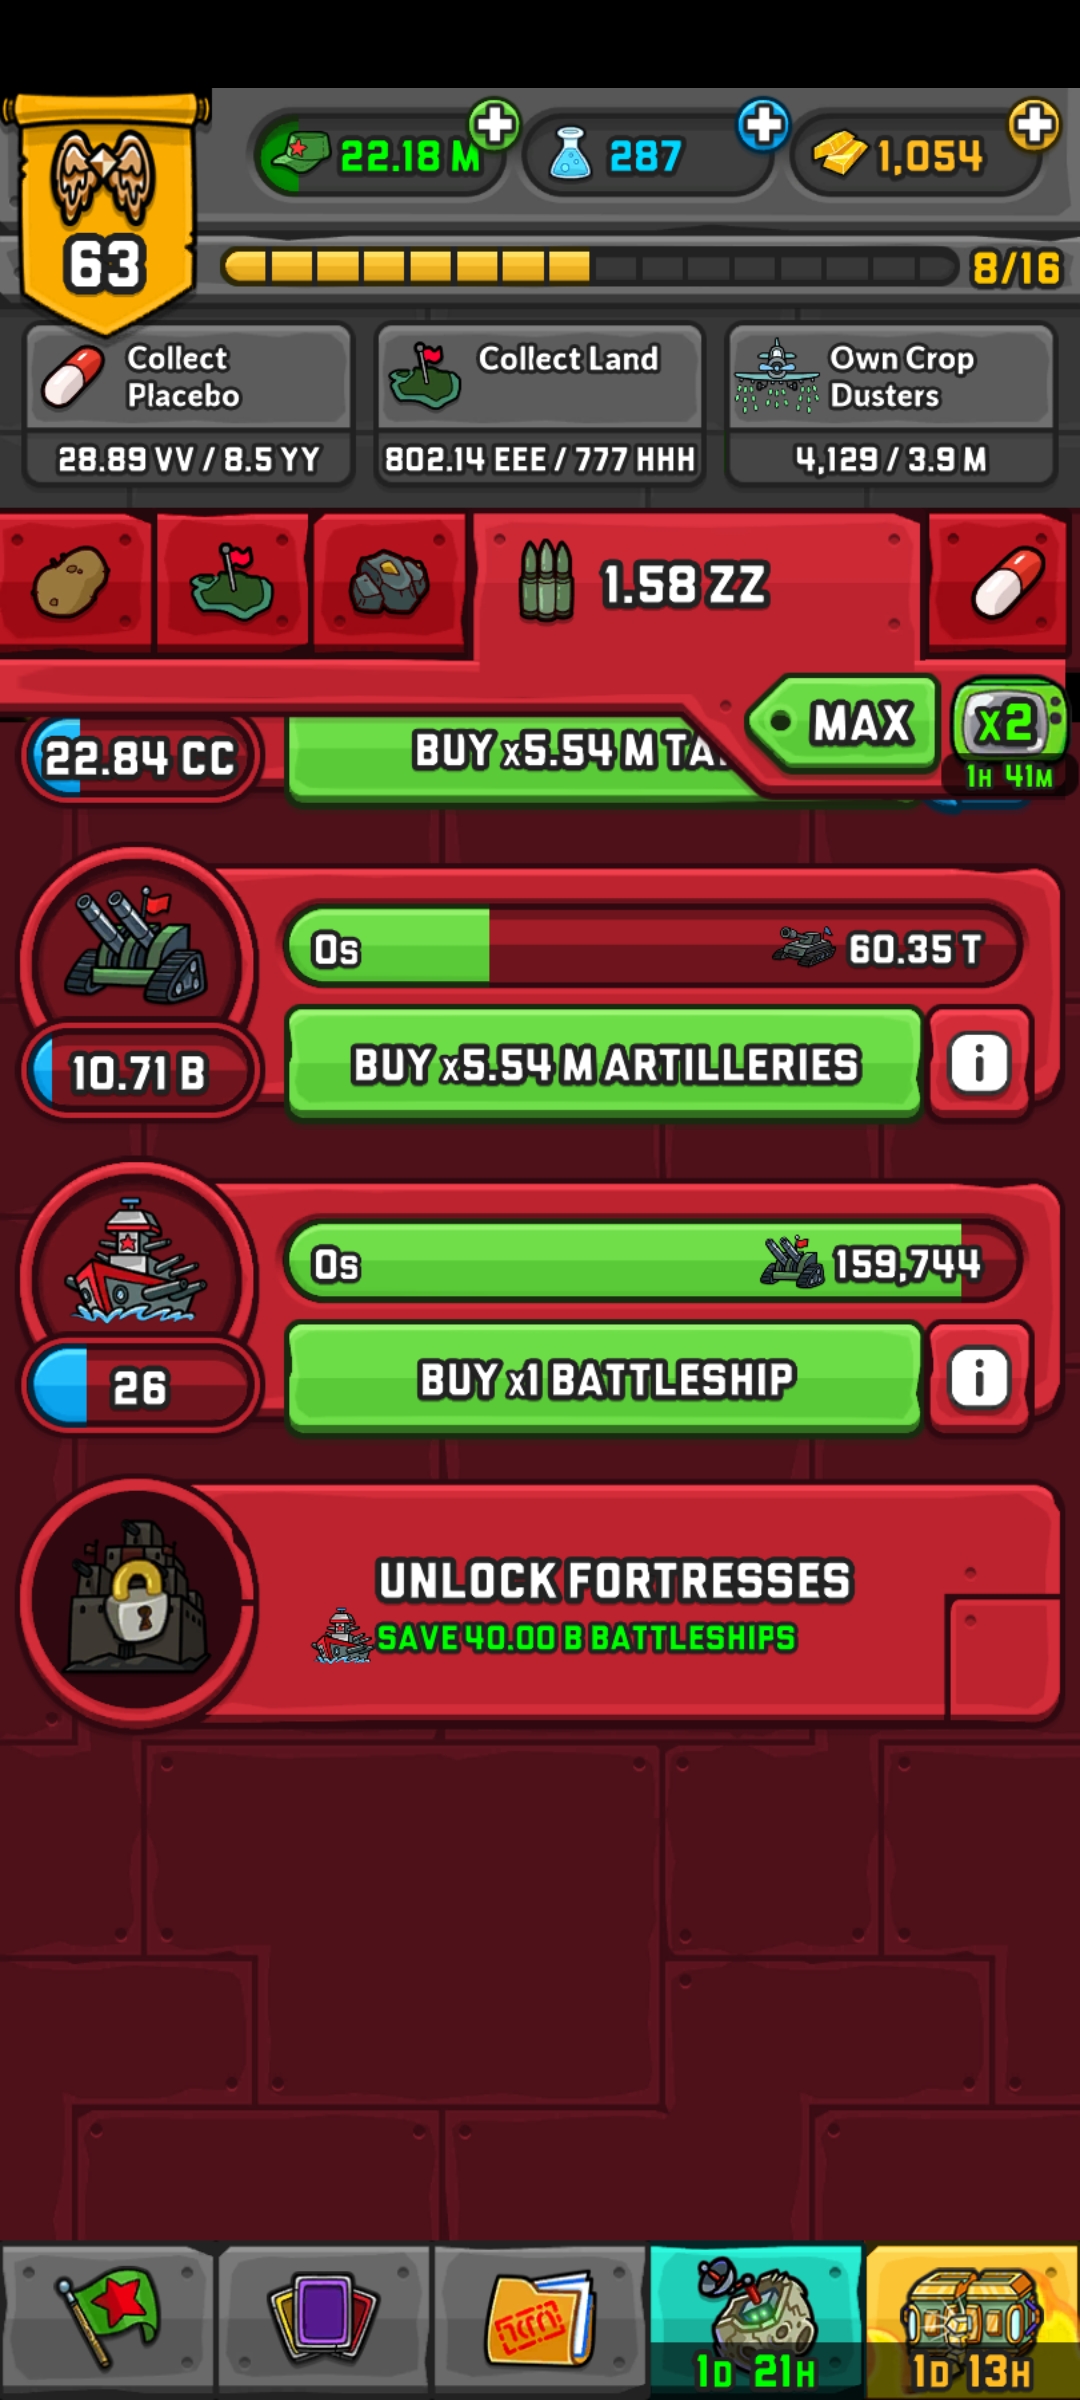 22.18 M
287
1,054
63
8/16
Collect
Placebo
28.89 VV / 8.5 YY
Collect Land
802.14 EEE / 777 HHH
Own Crop
Dusters
4,129 / 3.9 M
1.58 ZZ
MAX
x2
1H 41M
22.84 CC
BUY x5.54 M TA
0s
60.35 T
10.71 B
BUY x5.54 M ARTILLERIES
i
0s
159,744
26
BUY x1 BATTLESHIP
i
UNLOCK FORTRESSES
SAVE 40.00 B BATTLESHIPS
1D 21H
1D 13H